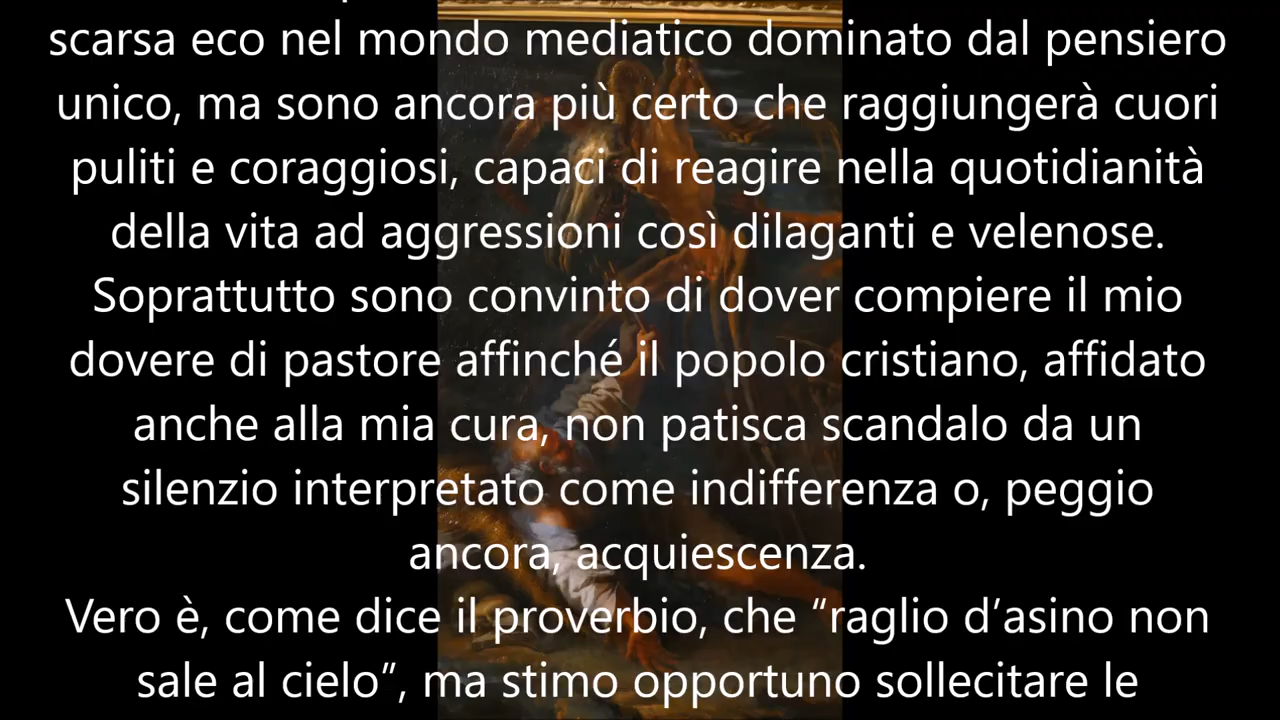 scarsa eco nel mondo mediatico dominato dal pensiero
unico, ma sono ancora più certo che raggiungerà cuori
puliti e coraggiosi, capaci di reagire nella quotidianità
della vita ad aggressioni così dilaganti e velenose.
Soprattutto sono convinto di dover compiere il mio
dovere di pastore affinché il popolo cristiano, affidato
anche alla mia cura, non patisca scandalo da un
silenzio interpretato come indifferenza o, peggio
ancora, acquiescenza.
Vero è, come dice il proverbio, che “raglio d’asino non
sale al cielo”, ma stimo opportuno sollecitare le